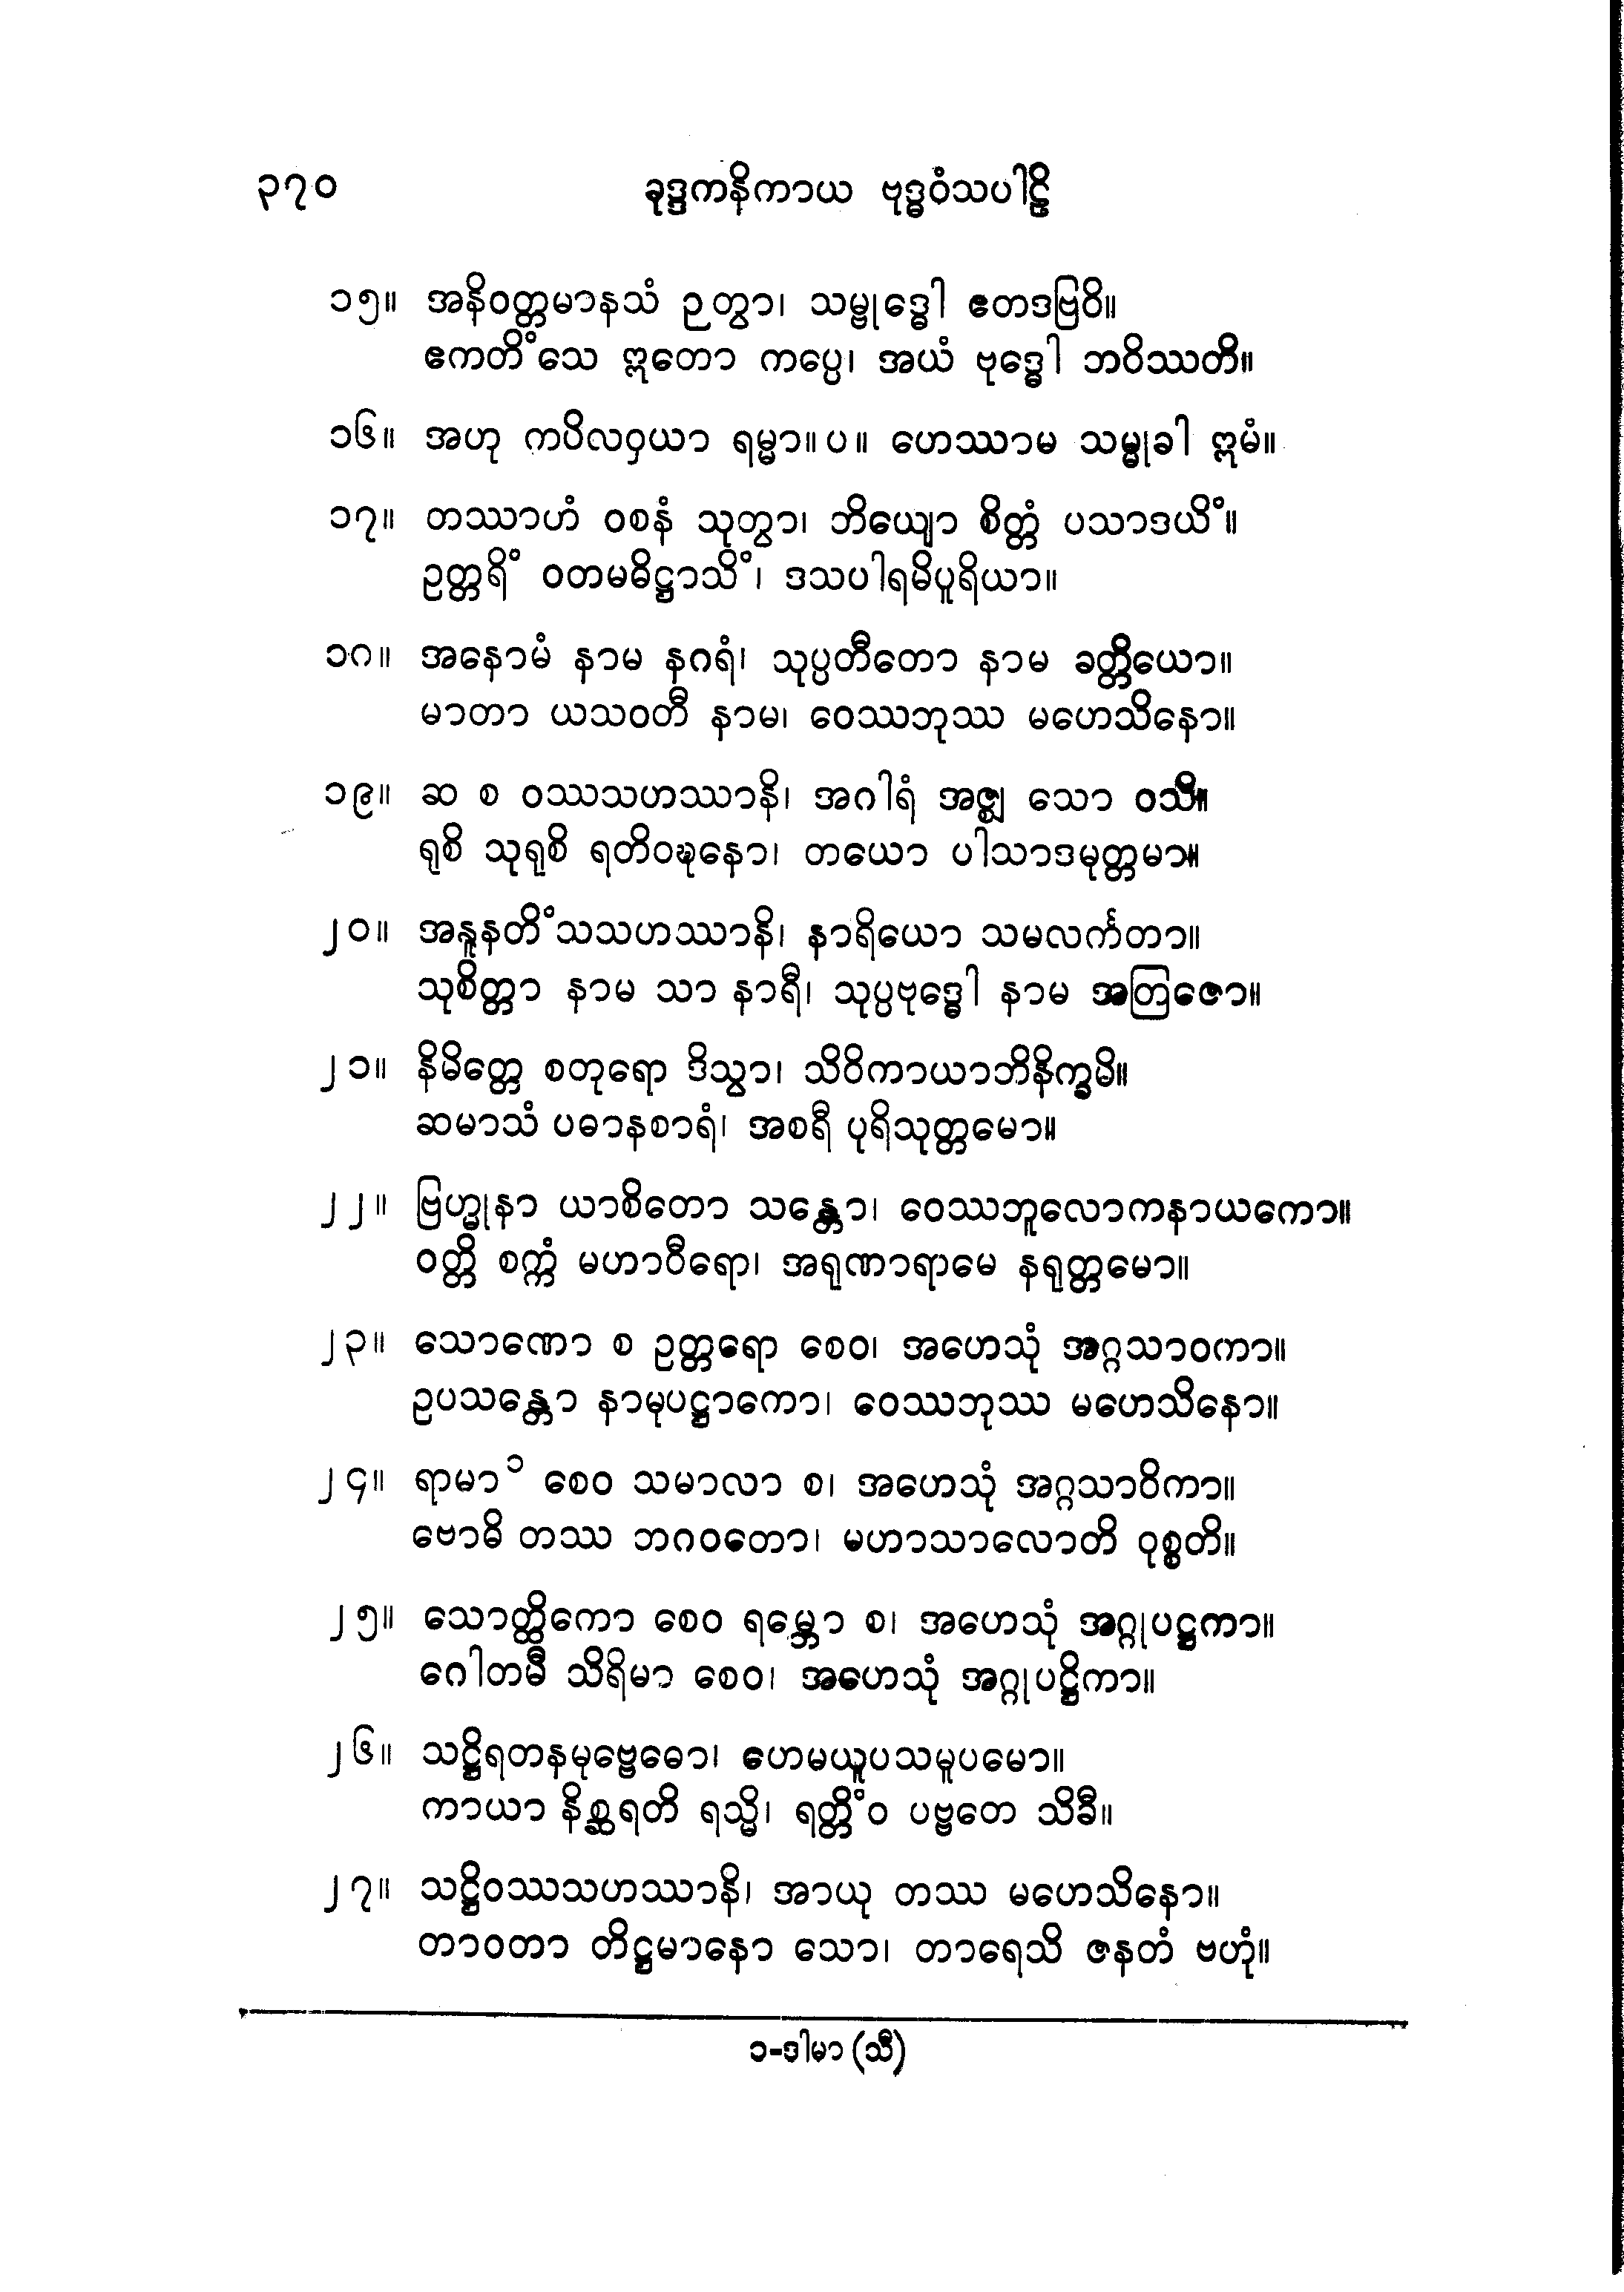 ၃၇၀ ခုဒ္ဒကနိကာယ ဗုဒ္ဓဝံသပါဠိ
၁၅။ အနိဝတ္တမာနသံ ဉတွာ၊ သမ္ဗုဒ္ဓေါ ဧတဒဗြဝိ။
ဧကတိံသေ ဣတော ကပ္ပေ၊ အယံ ဗုဒ္ဓေါ ဘဝိဿတိ။
၁၆။ အဟု ကပိလဝှယာ ရမ္မာ။ပ။ ဟေဿာမ သမ္မုခါ ဣမံ။
၁၇။ တဿာဟံ ဝစနံ သုတွာ၊ ဘိယျော စိတ္တံ ပသာဒယိံ။
ဥတ္တရိံ ဝတမဓိဋ္ဌာသိံ၊ ဒသပါရမိပူရိယာ။
၁၈။ အနောမံ နာမ နဂရံ၊ သုပ္ပတီတော နာမ ခတ္တိယော။
မာတာ ယသဝတီ နာမ၊ ဝေဿဘုဿ မဟေသိနော။
၁၉။ ဆ စ ဝဿသဟဿာနိ၊ အဂါရံ အဇ္ဈ သော ဝသိ။
ရုစိ သုရုစိ ရတိဝဍ္ဎနော၊ တယော ပါသာဒမုတ္တမာ။
၂၀။ အနူနတိံသသဟဿာနိ၊ နာရိယော သမလင်္ကတာ။
သုစိတ္တာ နာမ သာ နာရီ၊ သုပ္ပဗုဒ္ဓေါ နာမ အတြဇော။
၂၁။ နိမိတ္တေ စတုရော ဒိသွာ၊ သိဝိကာယာဘိနိက္ခမိ။
ဆမာသံ ပဓာနစာရံ၊ အစရီ ပုရိသုတ္တမော။
၂၂။ ဗြဟ္မုနာ ယာစိတော သန္တော၊ ဝေဿဘူလောကနာယကော။
ဝတ္တိ စက္ကံ မဟာဝီရော၊ အရုဏာရာမေ နရုတ္တမော။
၂၃။ သောဏော စ ဥတ္တရော စေဝ၊ အဟေသုံ အဂ္ဂသာဝကာ။
ဥပသန္တော နာမုပဋ္ဌာကော၊ ဝေဿဘုဿ မဟေသိနော။
၂၄။ ရာမာ ၁ စေဝ သမာလာ စ၊ အဟေသုံ အဂ္ဂသာဝိကာ။
ဗောဓိ တဿ ဘဂဝတော၊ မဟာသာလောတိ ဝုစ္စတိ။
၂၅။ သောတ္ထိကော စေဝ ရမ္ဘော စ၊ အဟေသုံ အဂ္ဂုပဋ္ဌကာ။
ဂေါတမီ သိရိမာ စေဝ၊ အဟေသုံ အဂ္ဂုပဋ္ဌိကာ။
၂၆။ သဋ္ဌိရတနမုဗ္ဗေဓော၊ ဟေမယူပသမူပမော။
ကာယာ နိစ္ဆရတိ ရသ္မိ၊ ရတ္တိံဝ ပဗ္ဗတေ သိခီ။
၂၇။ သဋ္ဌိဝဿသဟဿာနိ၊ အာယု တဿ မဟေသိနော။
တာဝတာ တိဋ္ဌမာနော သော၊ တာရေသိ ဇနတံ ဗဟုံ။
၁-ဒါမာ (သီ)